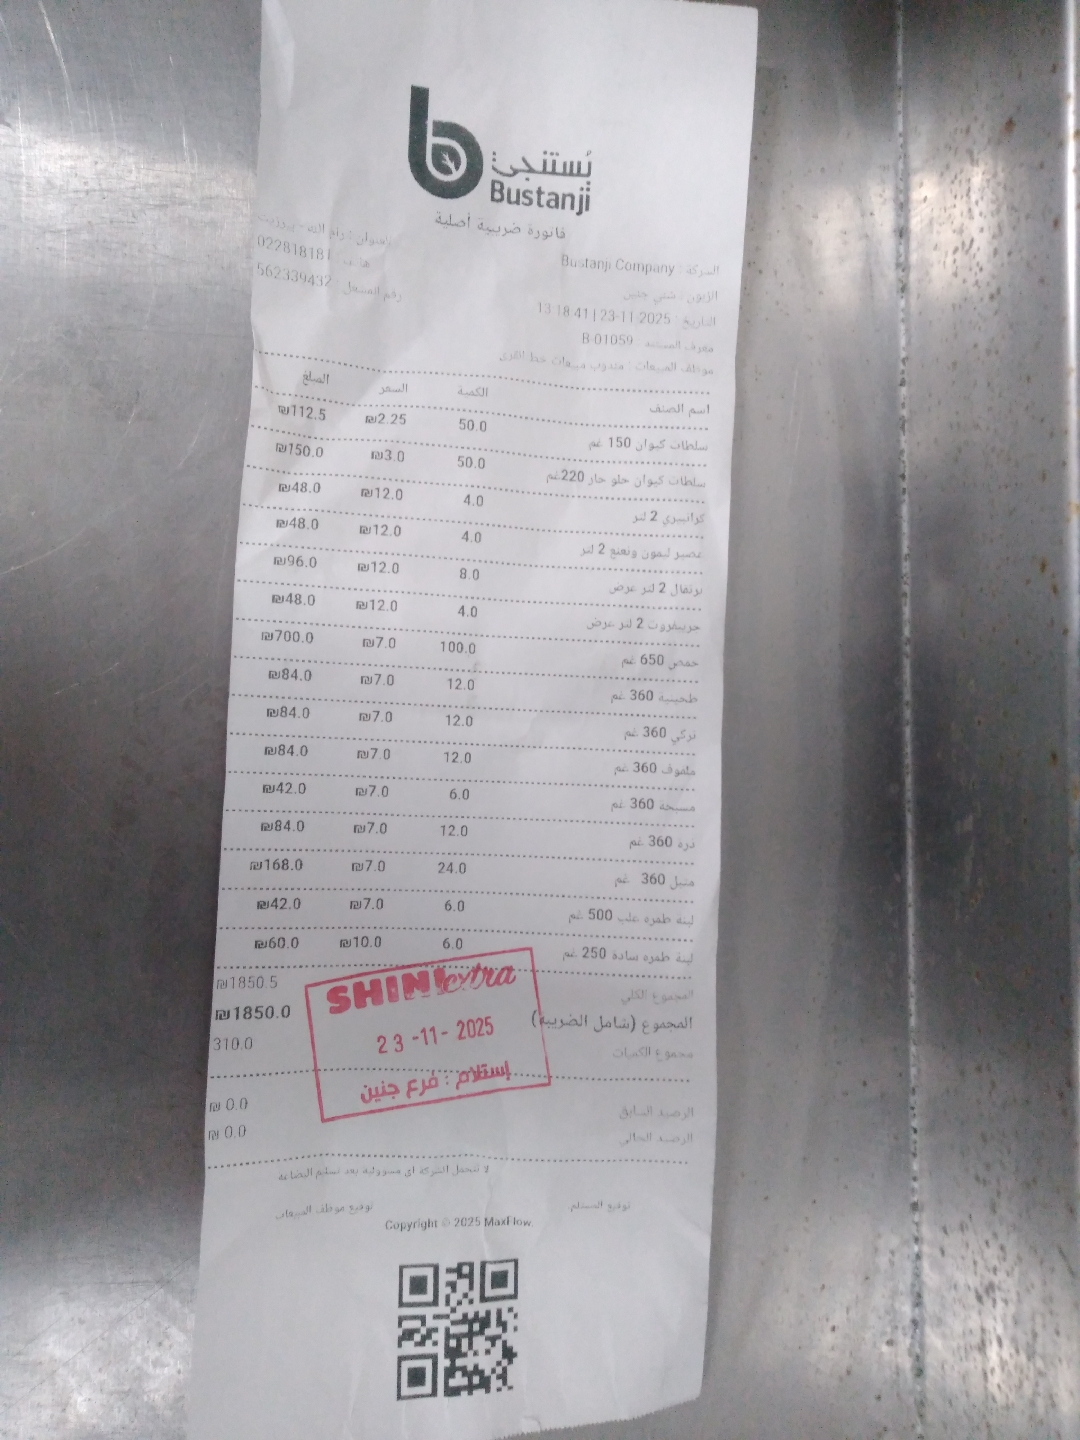 بُستنجي
Bustanji
فاتورة ضريبية أصلية
الشركة : Bustanji Company
العنوان : رام الله - بيرزيت
الزبون : شني جنين
هاتف 022818181
التاريخ : 23-11-2025 | 13:18:41
رقم المشغل 562339432
معرف المستند B-01059
موظف المبيعات : مندوب مبيعات خط
اسم الصنف الكمية السعر المبلغ
سلطات كيوان 150 غم 50.0 ₪2.25 ₪112.5
سلطات كيوان حلو حار 220غم 50.0 ₪3.0 ₪150.0
كرانبيري 2 لتر 4.0 ₪12.0 ₪48.0
عصير ليمون ونعنع 2 لتر 4.0 ₪12.0 ₪48.0
برتقال 2 لتر عرض 8.0 ₪12.0 ₪96.0
جريبفروت 2 لتر عرض 4.0 ₪12.0 ₪48.0
حمص 650 غم 100.0 ₪7.0 ₪700.0
طحينية 360 غم 12.0 ₪7.0 ₪84.0
تركي 360 غم 12.0 ₪7.0 ₪84.0
ملفوف 360 غم 12.0 ₪7.0 ₪84.0
مسبحة 360 غم 6.0 ₪7.0 ₪42.0
ذرة 360 غم 12.0 ₪7.0 ₪84.0
متبل 360 غم 24.0 ₪7.0 ₪168.0
لبنة طفره علب 500 غم 6.0 ₪7.0 ₪42.0
لبنة طفره سادة 250 غم 6.0 ₪10.0 ₪60.0
المجموع الكلي ₪1850.5
المجموع (شامل الضريبة) ₪1850.0
مجموع الكميات 310.0
SHINI extra
23-11-2025
إستلام : فرع جنين
الرصيد السابق ₪ 0.0
الرصيد الحالي ₪ 0.0
لا تتحمل الشركة اي مسؤولية بعد تسليم البضاعة
توقيع المستلم توقيع موظف المبيعات
Copyright © 2025 MaxFlow.